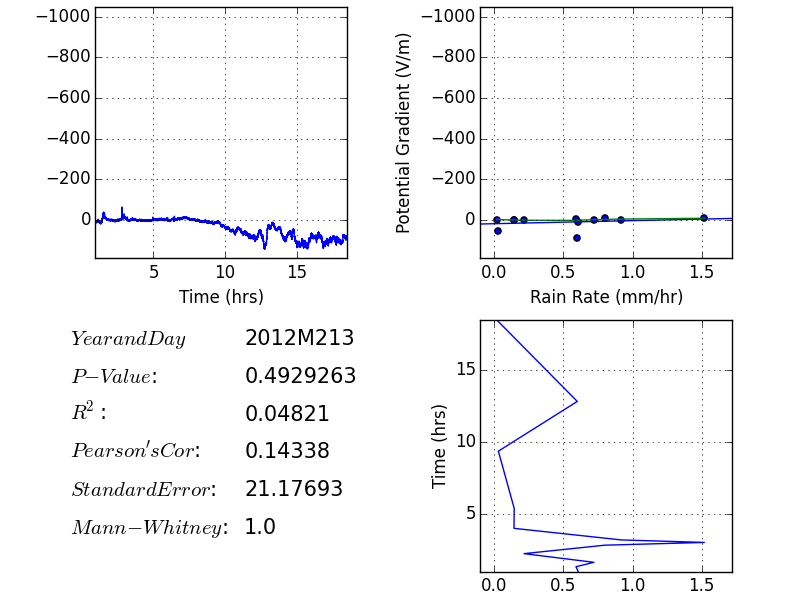 −1000
−800
−600
−400
−200
0
5 10 15
Time (hrs)
Potential Gradient (V/m)
−1000
−800
−600
−400
−200
0
0.0 0.5 1.0 1.5
Rain Rate (mm/hr)
YearandDay 2012M213
P−Value: 0.4929263
R²: 0.04821
Pearson'sCor: 0.14338
StandardError: 21.17693
Mann−Whitney: 1.0
Time (hrs)
15
10
5
0.0 0.5 1.0 1.5